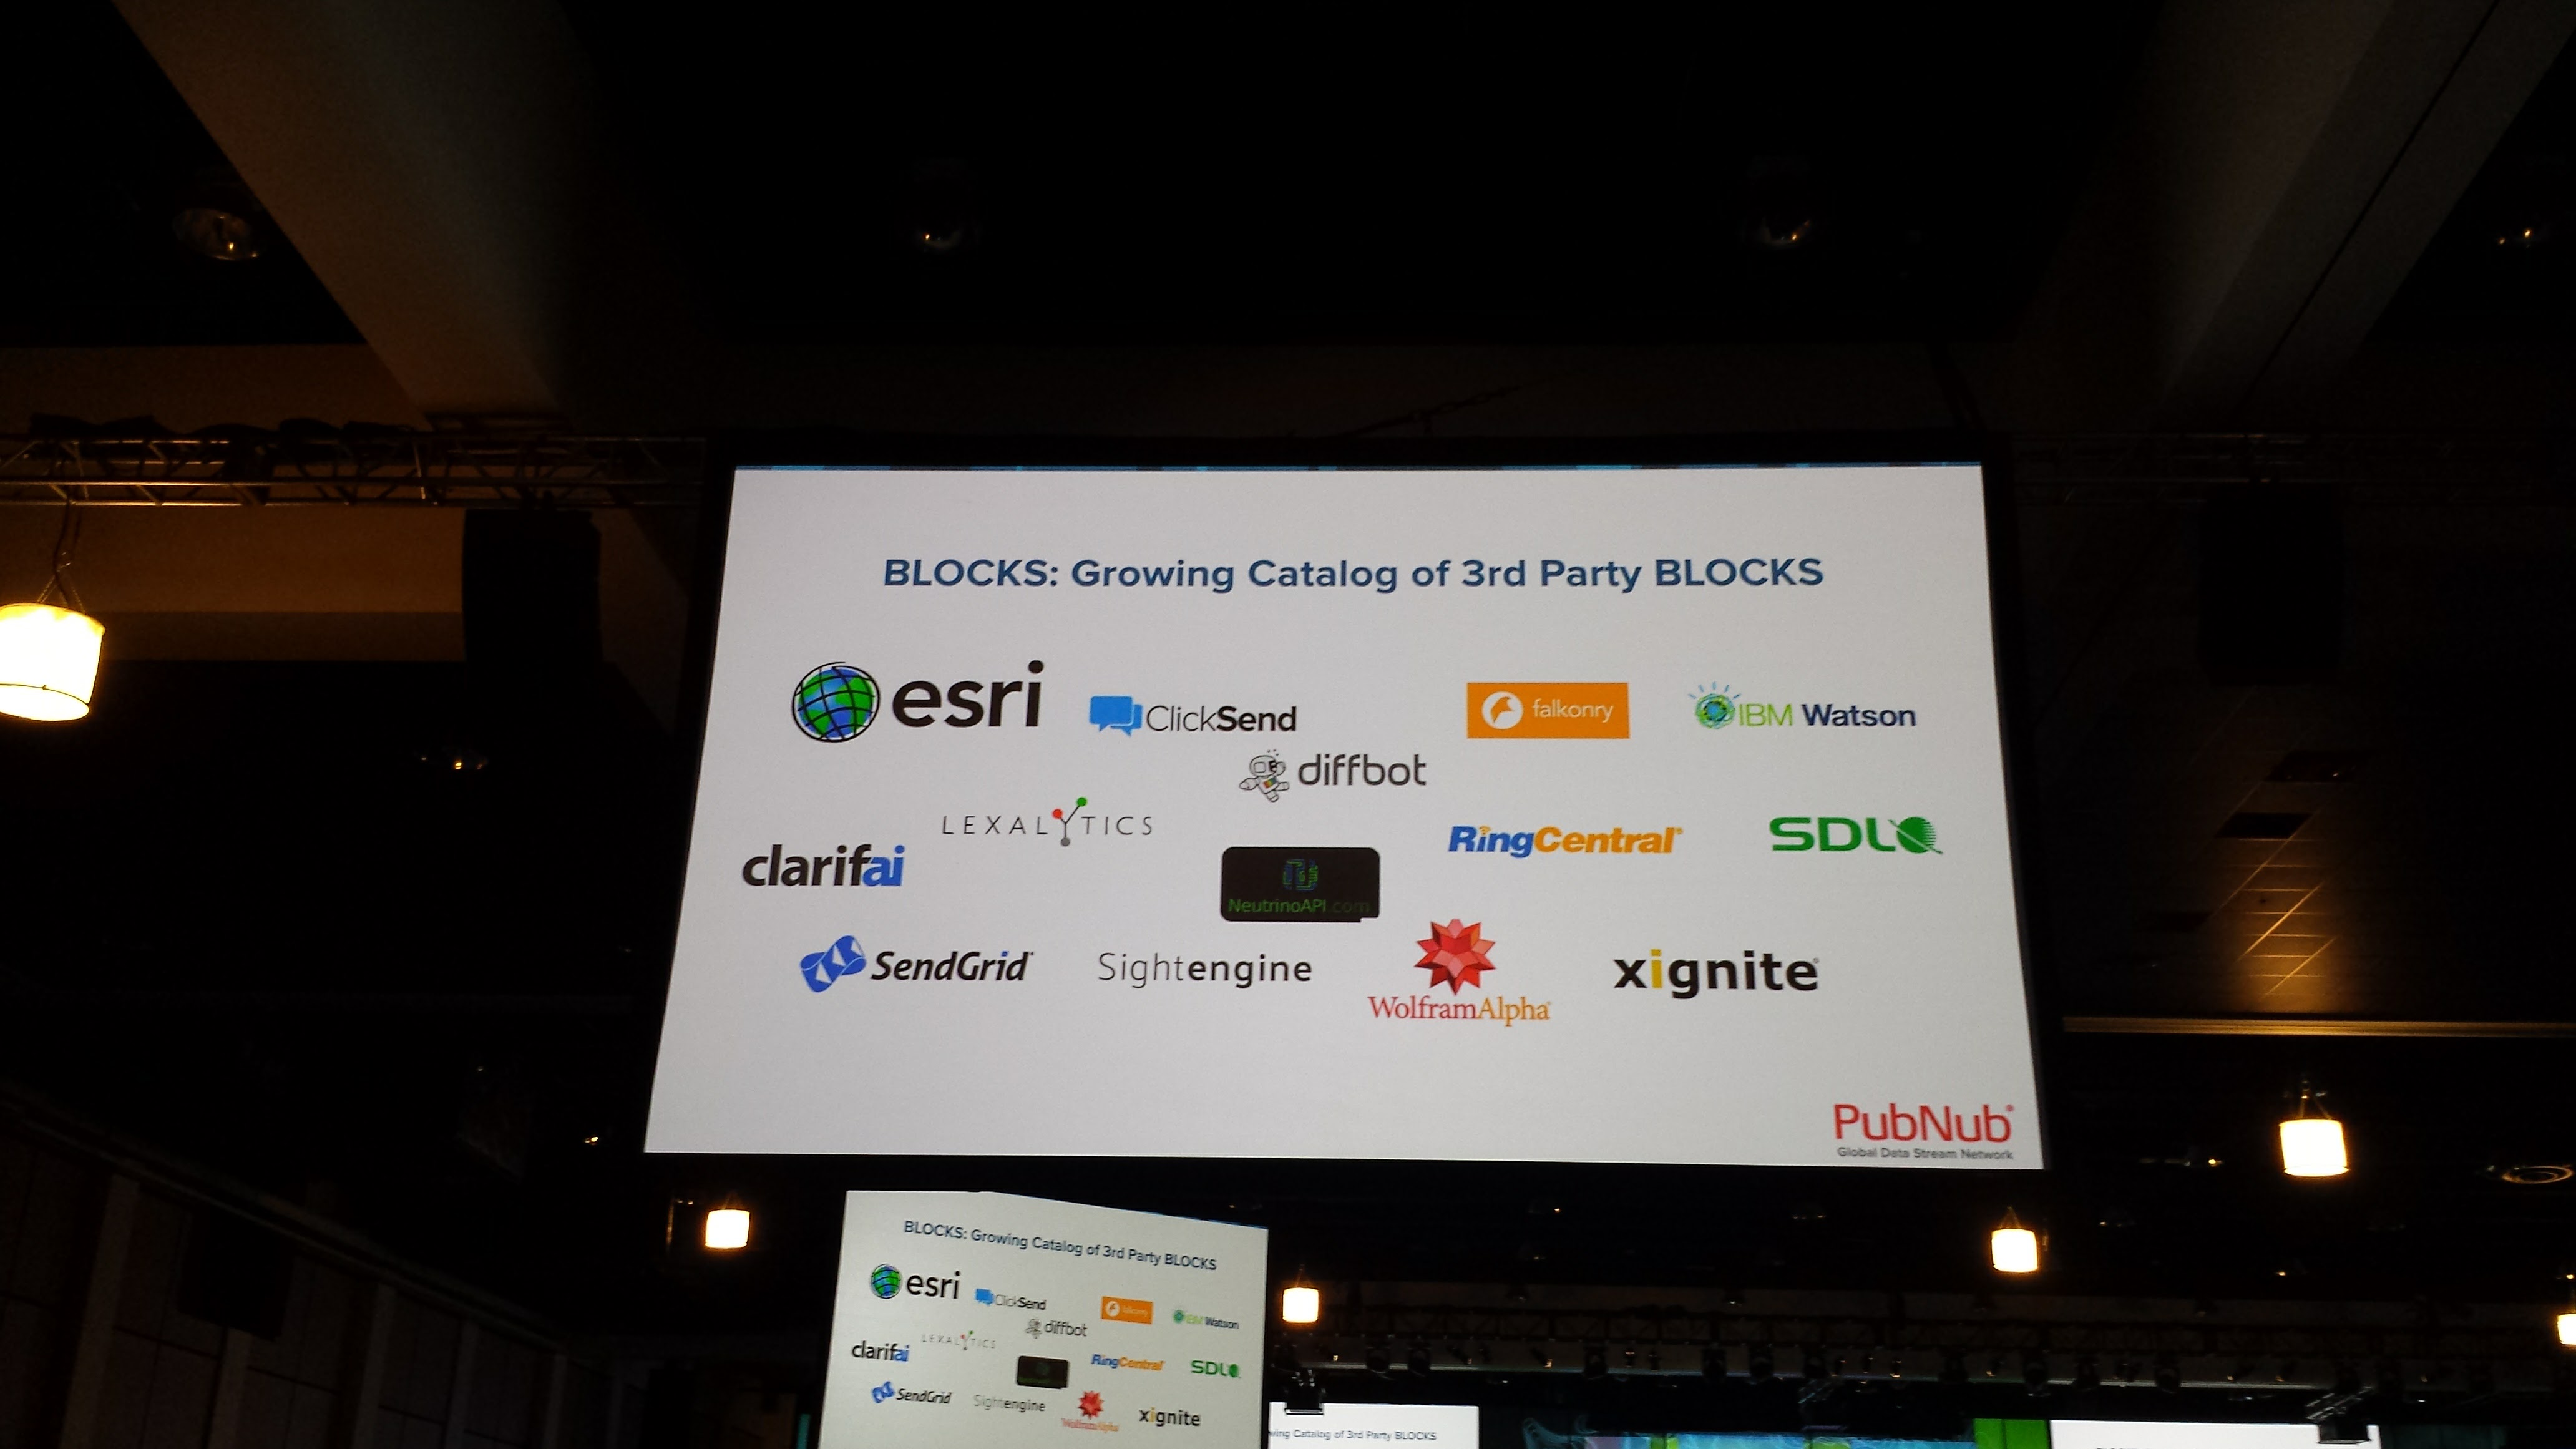 BLOCKS: Growing Catalog of 3rd Party BLOCKS
esri
ClickSend
falkonry
IBM Watson
diffbot
LEXALYTICS
clarifai
RingCentral
SDL
NeutrinoAPI.com
SendGrid
Sightengine
WolframAlpha
xignite
PubNub
Global Data Stream Network
BLOCKS: Growing Catalog of 3rd Party BLOCKS
esri
ClickSend
falkonry
IBM Watson
diffbot
LEXALYTICS
clarifai
RingCentral
SDL
SendGrid
Sightengine
WolframAlpha
xignite
Catalog of 3rd Party BLOCKS